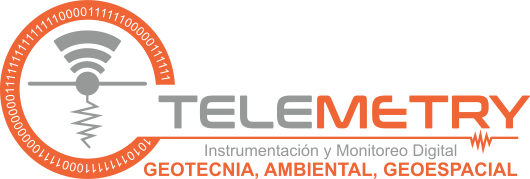 TELEMETRY
Instrumentación y Monitoreo Digital
GEOTECNIA, AMBIENTAL, GEOESPACIAL